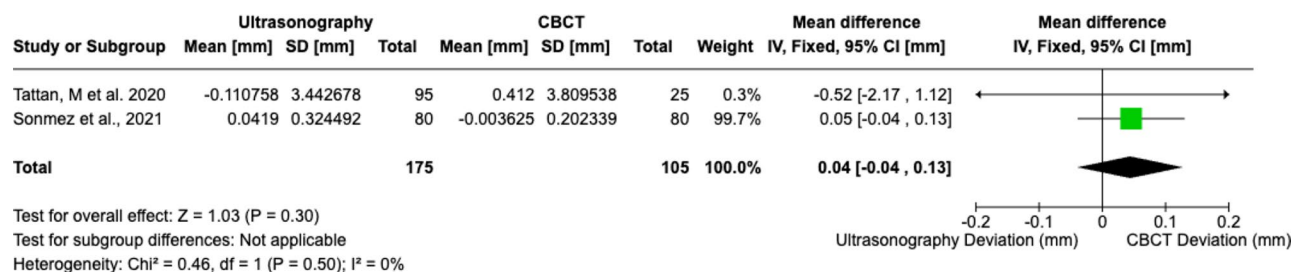 Ultrasonography CBCT Mean difference Mean difference
Study or Subgroup Mean [mm] SD [mm] Total Mean [mm] SD [mm] Total Weight IV, Fixed, 95% CI [mm] IV, Fixed, 95% CI [mm]
Tattan, M et al. 2020 -0.110758 3.442678 95 0.412 3.809538 25 0.3% -0.52 [-2.17 , 1.12]
Sonmez et al., 2021 0.0419 0.324492 80 -0.003625 0.202339 80 99.7% 0.05 [-0.04 , 0.13]
Total 175 105 100.0% 0.04 [-0.04 , 0.13]
Test for overall effect: Z = 1.03 (P = 0.30)
-0.2 -0.1 0 0.1 0.2
Test for subgroup differences: Not applicable
Ultrasonography Deviation (mm) CBCT Deviation (mm)
Heterogeneity: Chi² = 0.46, df = 1 (P = 0.50); I² = 0%